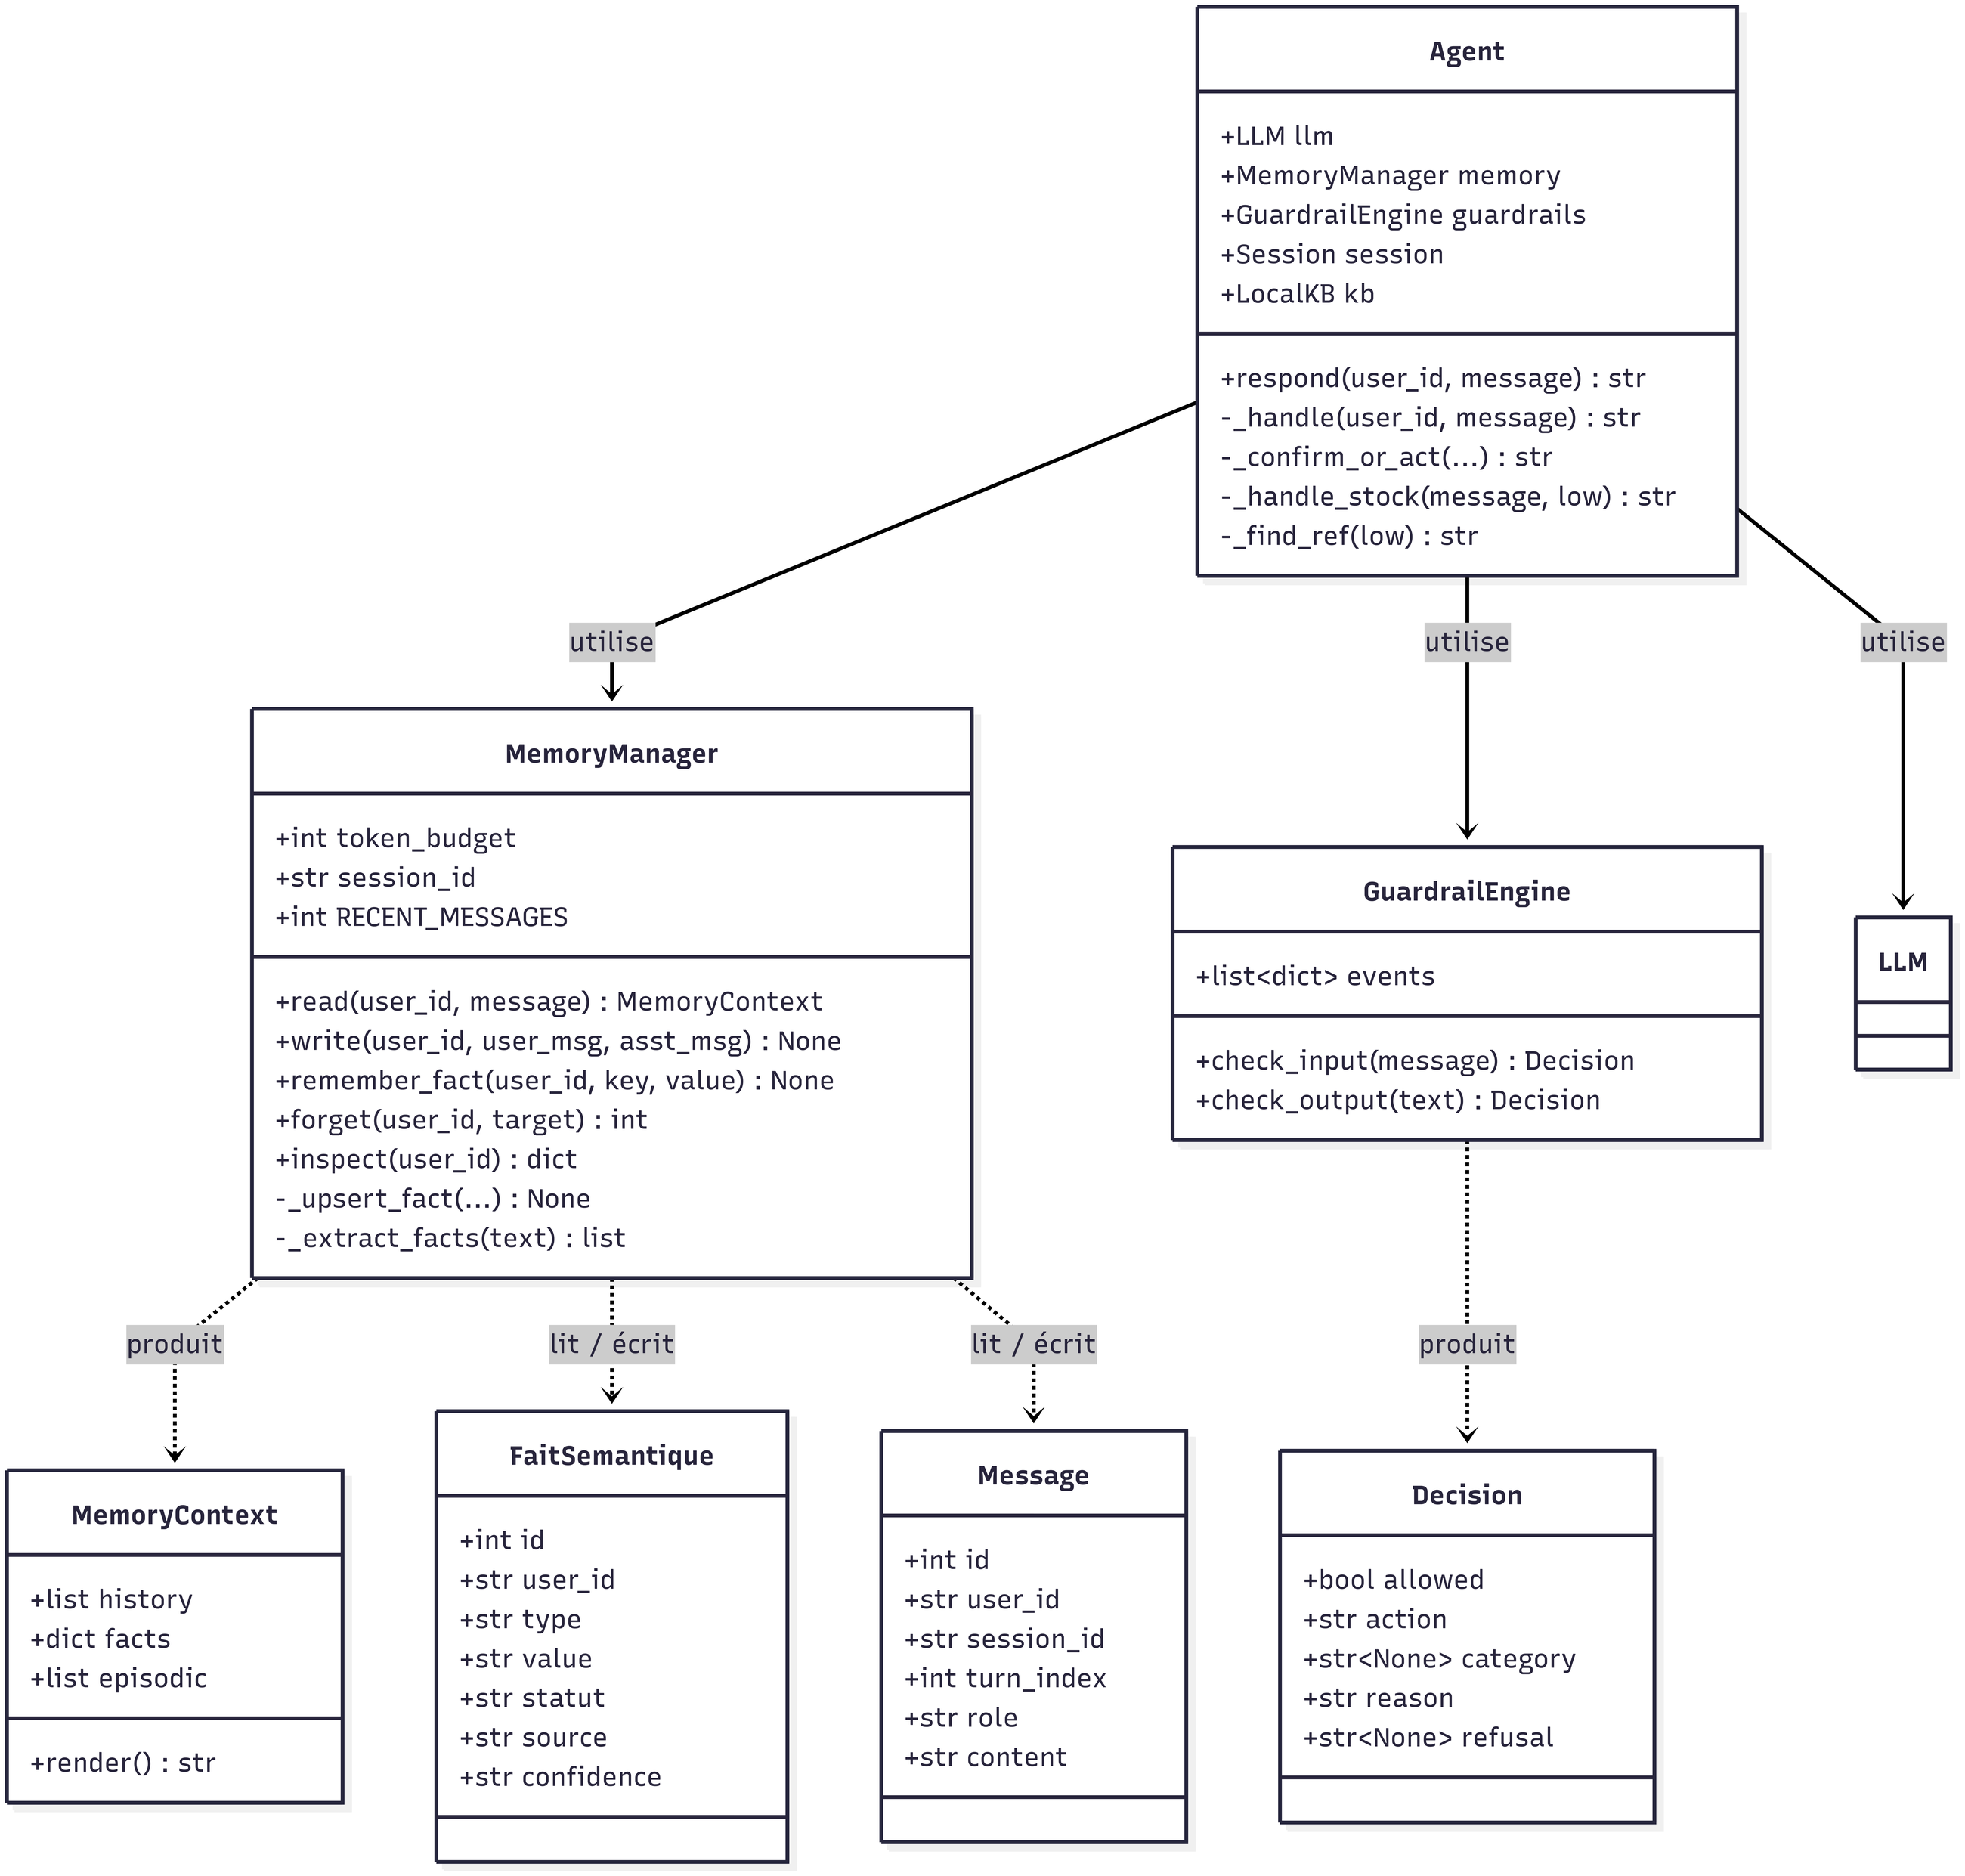 Agent
+LLM llm
+MemoryManager memory
+GuardrailEngine guardrails
+Session session
+LocalKB kb
+respond(user_id, message) : str
-_handle(user_id, message) : str
-_confirm_or_act(...) : str
-_handle_stock(message, low) : str
-_find_ref(low) : str
utilise
utilise
utilise
MemoryManager
+int token_budget
+str session_id
+int RECENT_MESSAGES
+read(user_id, message) : MemoryContext
+write(user_id, user_msg, asst_msg) : None
+remember_fact(user_id, key, value) : None
+forget(user_id, target) : int
+inspect(user_id) : dict
-_upsert_fact(...) : None
-_extract_facts(text) : list
GuardrailEngine
+list<dict> events
+check_input(message) : Decision
+check_output(text) : Decision
LLM
produit
lit / écrit
lit / écrit
produit
MemoryContext
+list history
+dict facts
+list episodic
+render() : str
FaitSemantique
+int id
+str user_id
+str type
+str value
+str statut
+str source
+str confidence
Message
+int id
+str user_id
+str session_id
+int turn_index
+str role
+str content
Decision
+bool allowed
+str action
+str<None> category
+str reason
+str<None> refusal